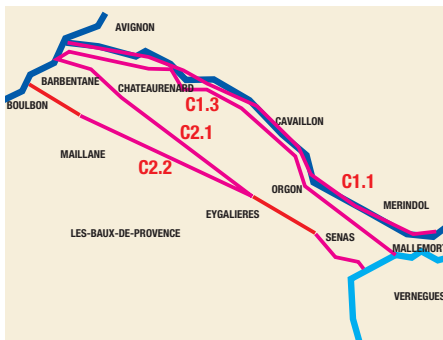 AVIGNON
BARBENTANE
CHATEAURENARD
BOULBON
C1.3
CAVAILLON
C2.1
MAILLANE
C2.2
ORGON
C1.1
MERINDOL
EYGALIERES
LES-BAUX-DE-PROVENCE
SENAS
MALLEMORT
VERNEGUES